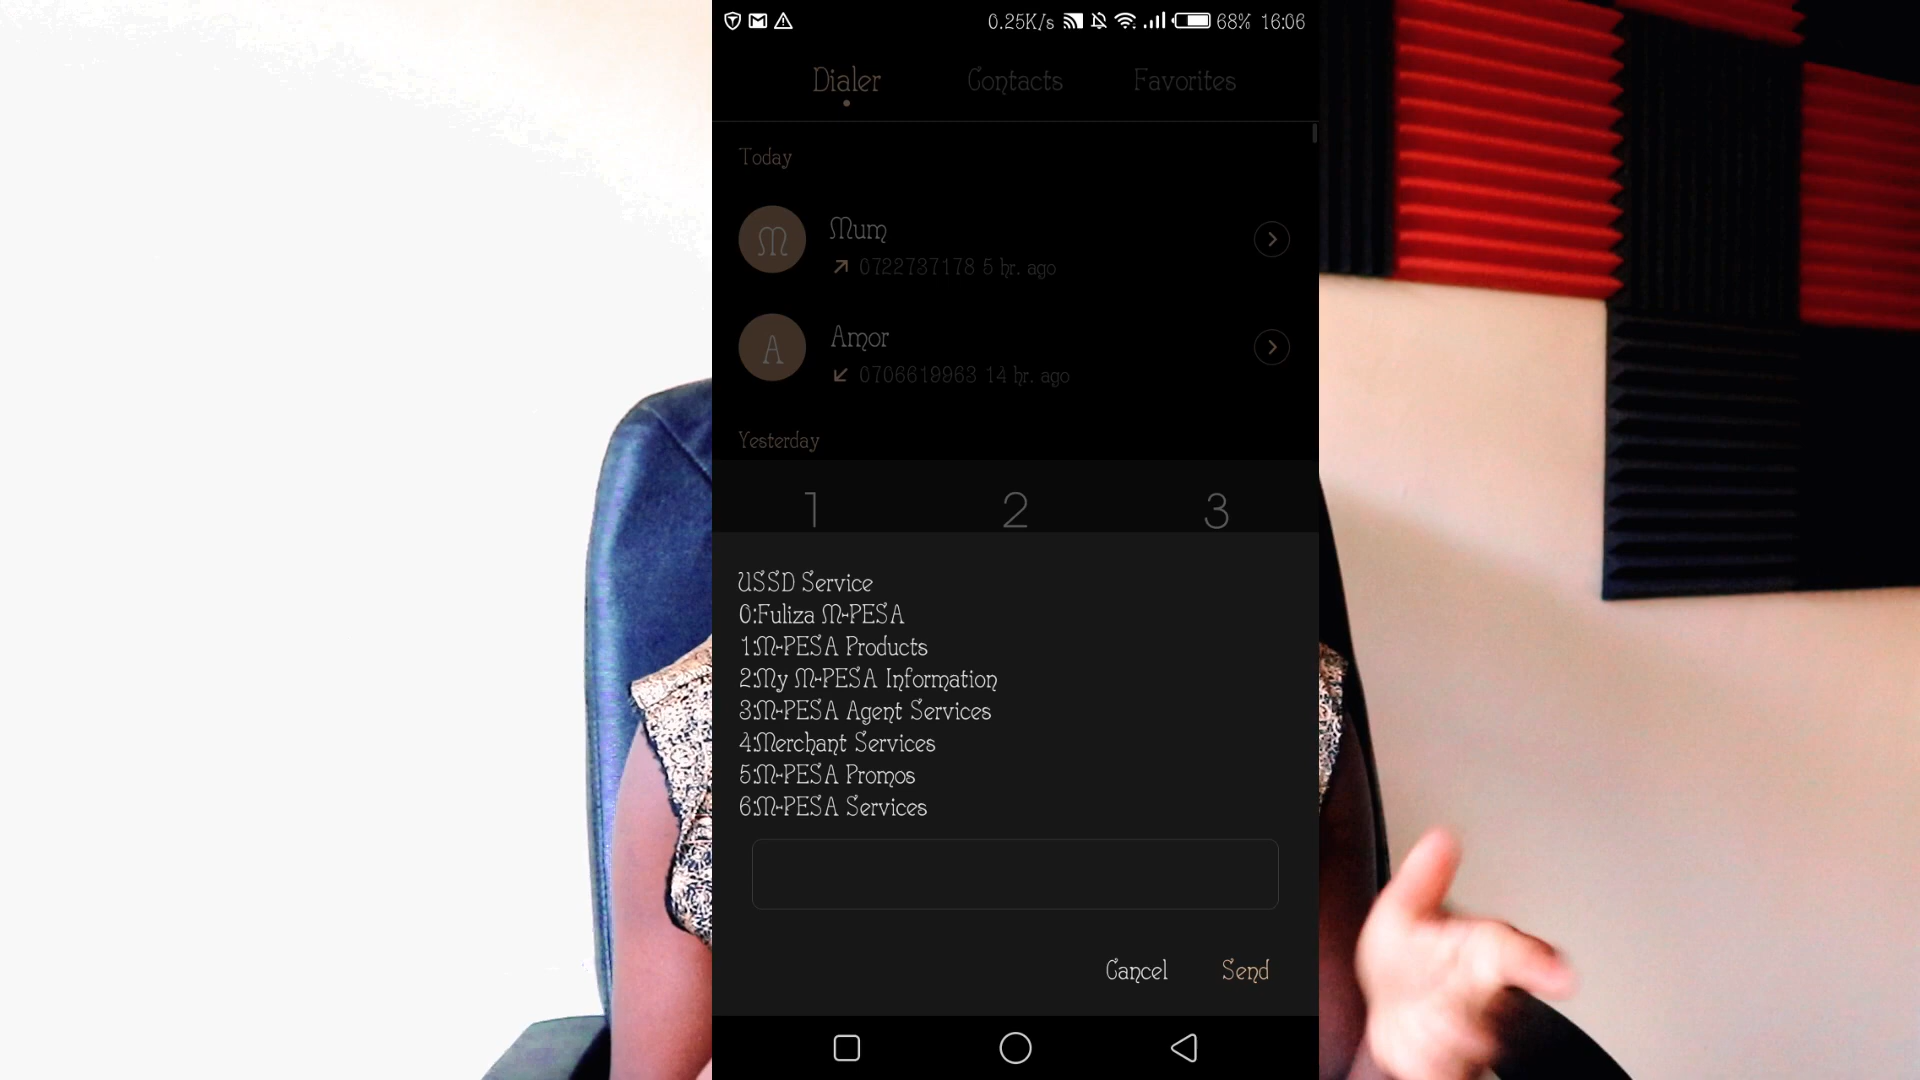 0.25K/s 68% 16:06
Dialer Contacts Favorites
Today
M Mum
0722737178 5 hr. ago
A Amor
0706619963 14 hr. ago
Yesterday
1 2 3
USSD Service
0:Fuliza M-PESA
1:M-PESA Products
2:My M-PESA Information
3:M-PESA Agent Services
4:Merchant Services
5:M-PESA Promos
6:M-PESA Services
Cancel Send